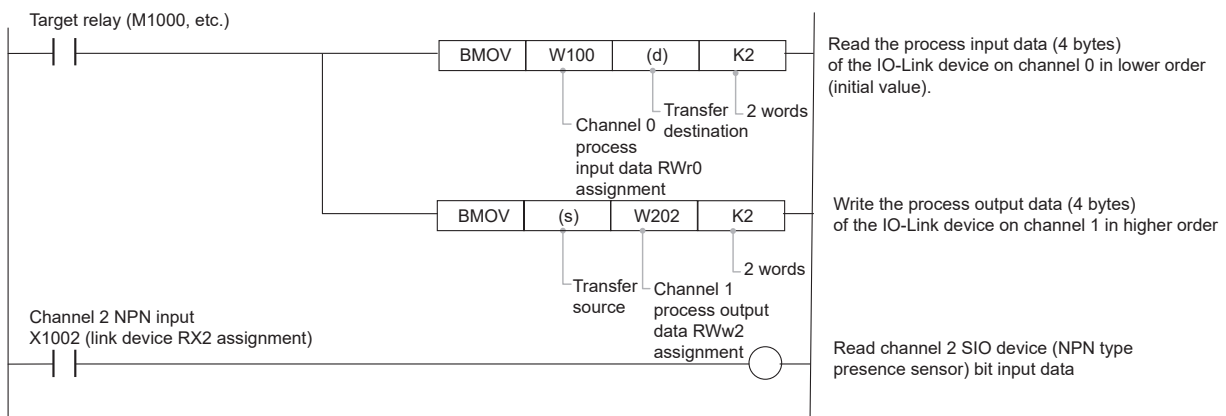 Target relay (M1000, etc.)
BMOV W100 (d) K2
Read the process input data (4 bytes)
of the IO-Link device on channel 0 in lower order
(initial value).
Channel 0
process
input data RWr0
assignment
Transfer
destination
2 words
BMOV (s) W202 K2
Write the process output data (4 bytes)
of the IO-Link device on channel 1 in higher order
Transfer
source
Channel 1
process output
data RWw2
assignment
2 words
Channel 2 NPN input
X1002 (link device RX2 assignment)
Read channel 2 SIO device (NPN type
presence sensor) bit input data